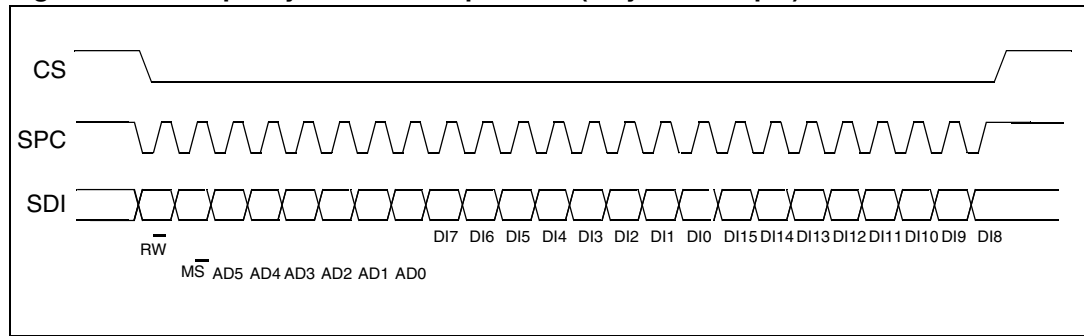 CS
SPC
SDI
RW
DI7 DI6 DI5 DI4 DI3 DI2 DI1 DI0 DI15 DI14 DI13 DI12 DI11 DI10 DI9 DI8
MS AD5 AD4 AD3 AD2 AD1 AD0